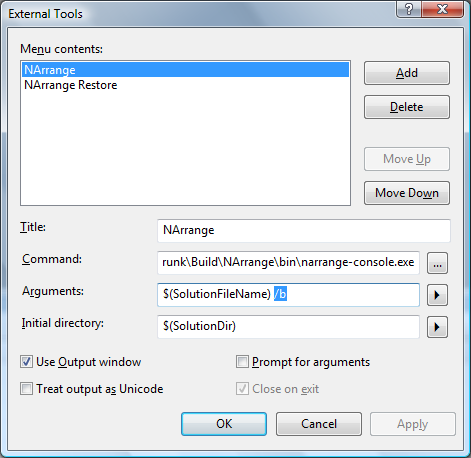 External Tools
Menu contents:
NArrange
NArrange Restore
Add
Delete
Move Up
Move Down
Title:
NArrange
Command:
runk\Build\NArrange\bin\narrange-console.exe
...
Arguments:
$(SolutionFileName) /b
Initial directory:
$(SolutionDir)
Use Output window
Prompt for arguments
Treat output as Unicode
Close on exit
OK
Cancel
Apply